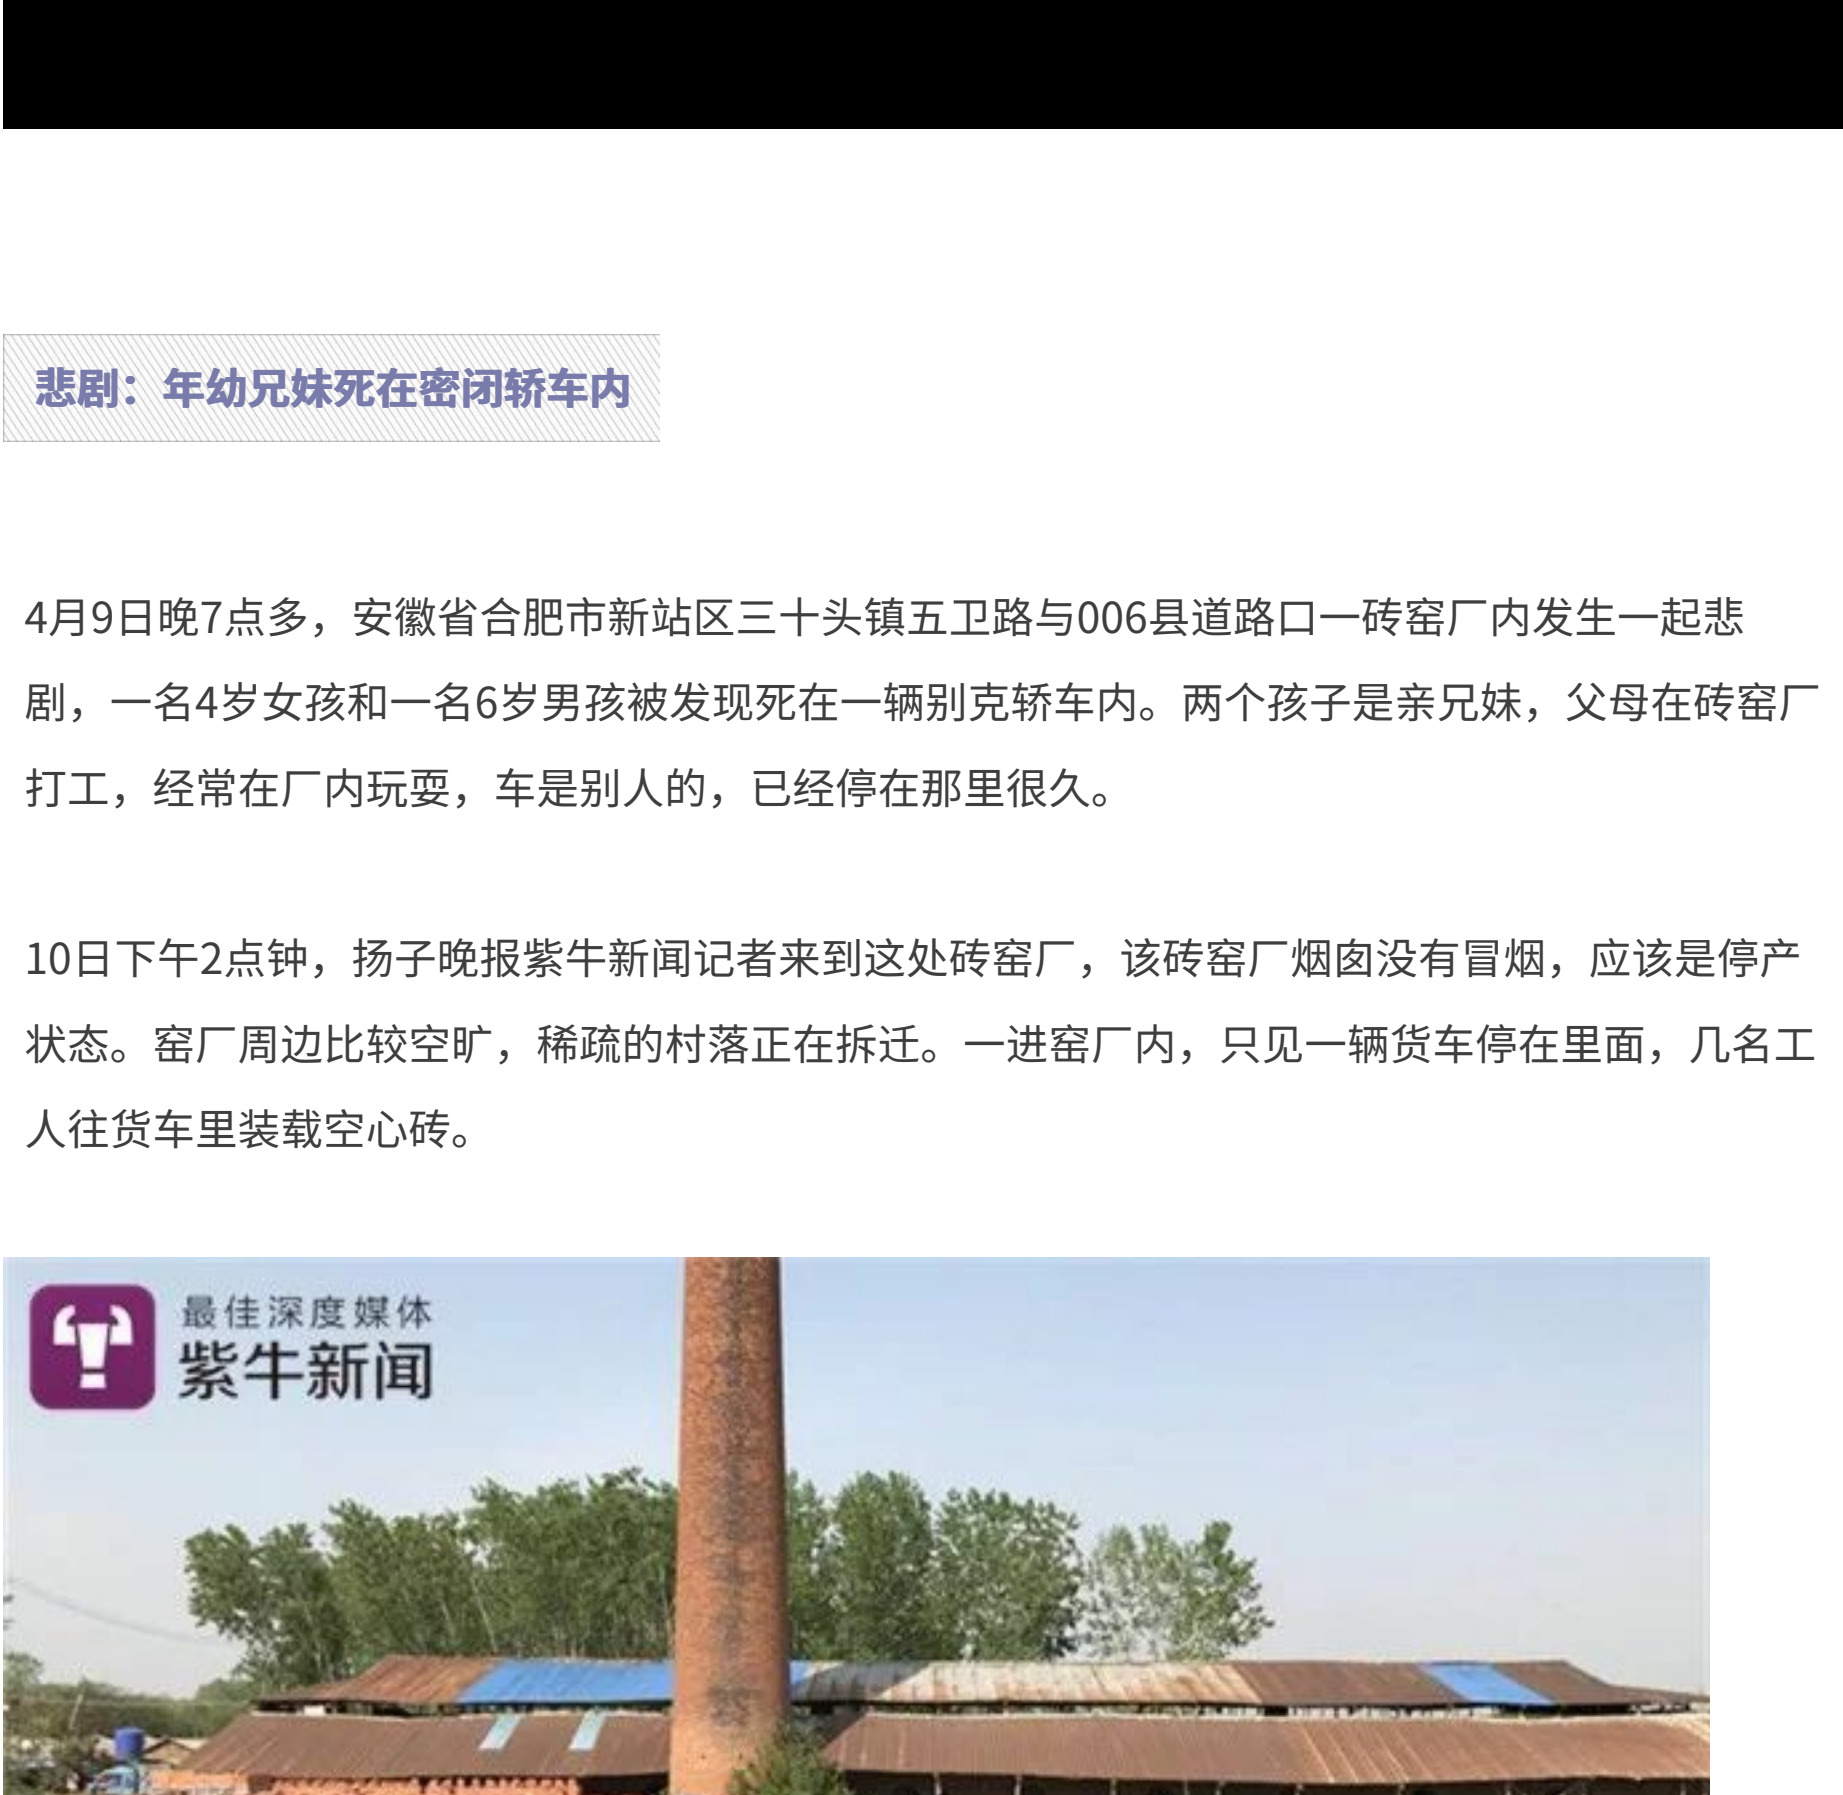 悲剧：年幼兄妹死在密闭轿车内
4月9日晚7点多，安徽省合肥市新站区三十头镇五卫路与006县道路口一砖窑厂内发生一起悲
剧，一名4岁女孩和一名6岁男孩被发现死在一辆别克轿车内。两个孩子是亲兄妹，父母在砖窑厂
打工，经常在厂内玩耍，车是别人的，已经停在那里很久。
10日下午2点钟，扬子晚报紫牛新闻记者来到这处砖窑厂，该砖窑厂烟囱没有冒烟，应该是停产
状态。窑厂周边比较空旷，稀疏的村落正在拆迁。一进窑厂内，只见一辆货车停在里面，几名工
人往货车里装载空心砖。
最佳深度媒体
紫牛新闻